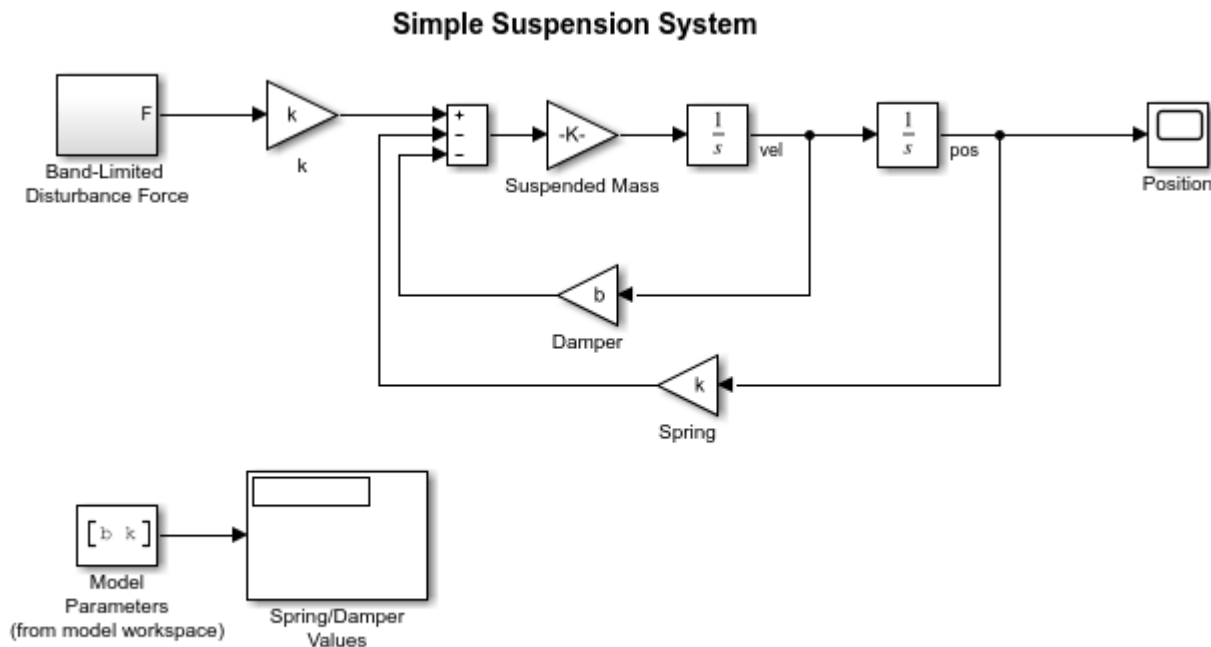 Simple Suspension System
F
k
+
-
-
-K-
1
s
vel
1
s
pos
k
Band-Limited
Disturbance Force
Suspended Mass
Position
b
Damper
k
Spring
[b k]
Model
Parameters
(from model workspace)
Spring/Damper
Values